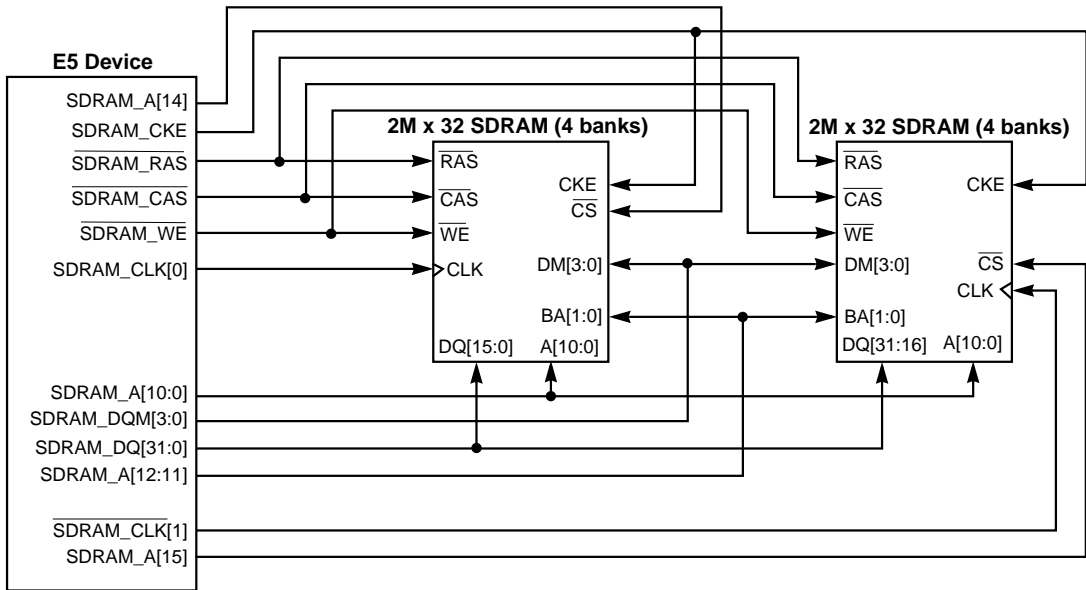 E5 Device
SDRAM_A[14]
SDRAM_CKE
SDRAM_RAS
SDRAM_CAS
SDRAM_WE
SDRAM_CLK[0]
SDRAM_A[10:0]
SDRAM_DQM[3:0]
SDRAM_DQ[31:0]
SDRAM_A[12:11]
SDRAM_CLK[1]
SDRAM_A[15]
2M x 32 SDRAM (4 banks)
RAS
CAS
WE
CLK
CKE
CS
DM[3:0]
BA[1:0]
DQ[15:0]
A[10:0]
2M x 32 SDRAM (4 banks)
RAS
CAS
WE
DM[3:0]
BA[1:0]
DQ[31:16]
CKE
CS
CLK
A[10:0]